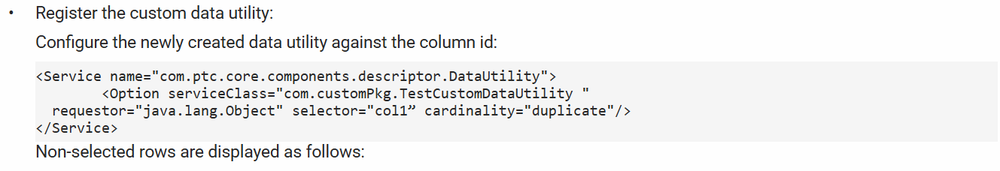 • Register the custom data utility:
Configure the newly created data utility against the column id:
<Service name="com.ptc.core.components.descriptor.DataUtility">
        <Option serviceClass="com.customPkg.TestCustomDataUtility "
  requestor="java.lang.Object" selector="col1” cardinality="duplicate"/>
</Service>
Non-selected rows are displayed as follows: